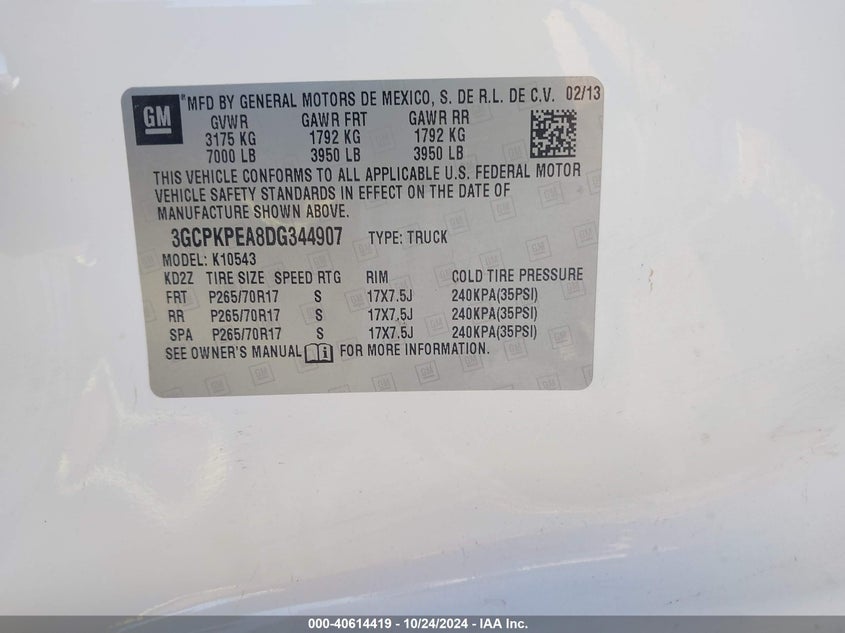 GM
*MFD BY GENERAL MOTORS DE MEXICO, S. DE R.L. DE C.V. 02/13
GVWR GAWR FRT GAWR RR
3175 KG 1792 KG 1792 KG
7000 LB 3950 LB 3950 LB
THIS VEHICLE CONFORMS TO ALL APPLICABLE U.S. FEDERAL MOTOR
VEHICLE SAFETY STANDARDS IN EFFECT ON THE DATE OF
MANUFACTURE SHOWN ABOVE.
3GCPKPEA8DG344907 TYPE: TRUCK
MODEL: K10543
KD2Z TIRE SIZE SPEED RTG RIM COLD TIRE PRESSURE
FRT P265/70R17 S 17X7.5J 240KPA(35PSI)
RR P265/70R17 S 17X7.5J 240KPA(35PSI)
SPA P265/70R17 S 17X7.5J 240KPA(35PSI)
SEE OWNER'S MANUAL FOR MORE INFORMATION.
000-40614419 - 10/24/2024 - IAA Inc.